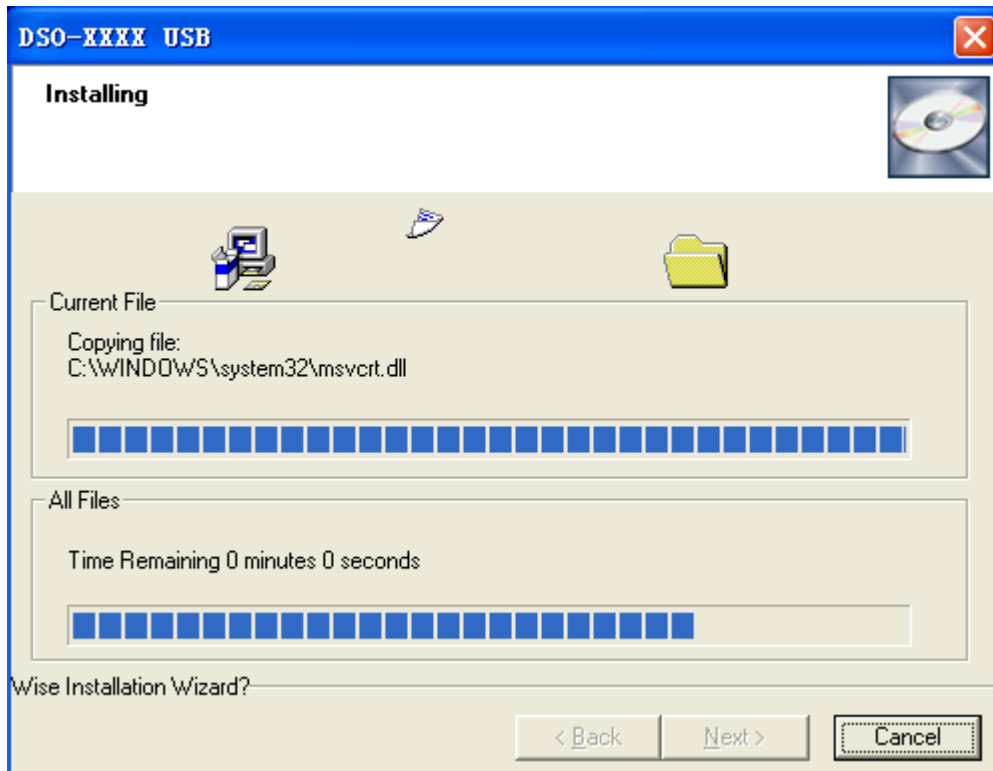 DSO-XXXX USB
Installing
Current File
Copying file:
C:\WINDOWS\system32\msvcrt.dll
All Files
Time Remaining 0 minutes 0 seconds
Wise Installation Wizard?
< Back
Next >
Cancel